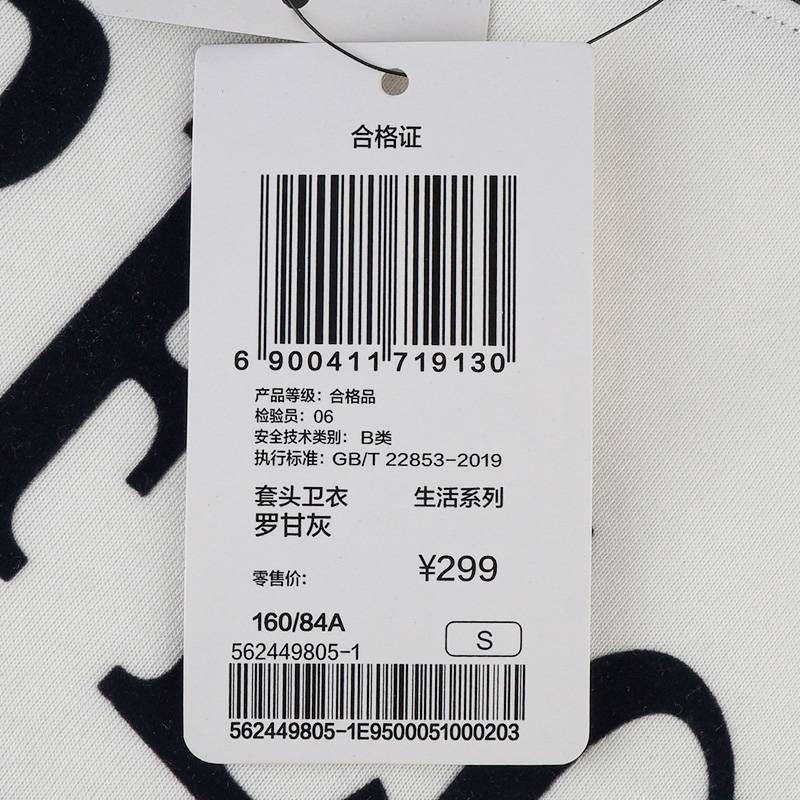 合格证
6 900411 719130
产品等级：合格品
检验员：06
安全技术类别：B类
执行标准：GB/T 22853-2019
套头卫衣 生活系列
罗甘灰
零售价： ¥299
160/84A
562449805-1 S
562449805-1E9500051000203